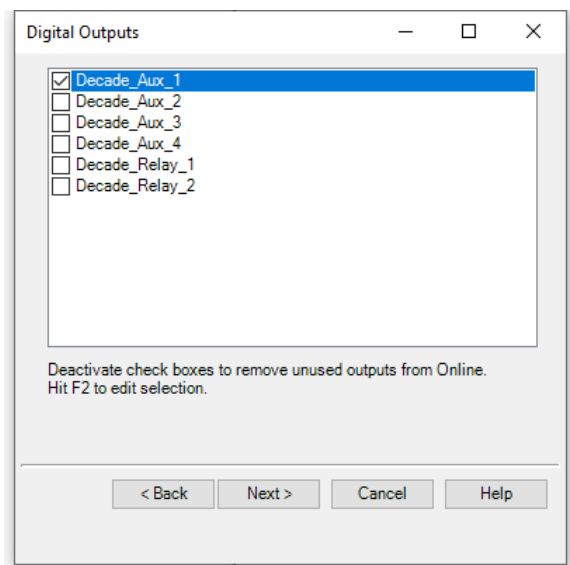 Digital Outputs
Decade_Aux_1
Decade_Aux_2
Decade_Aux_3
Decade_Aux_4
Decade_Relay_1
Decade_Relay_2
Deactivate check boxes to remove unused outputs from Online.
Hit F2 to edit selection.
< Back Next > Cancel Help